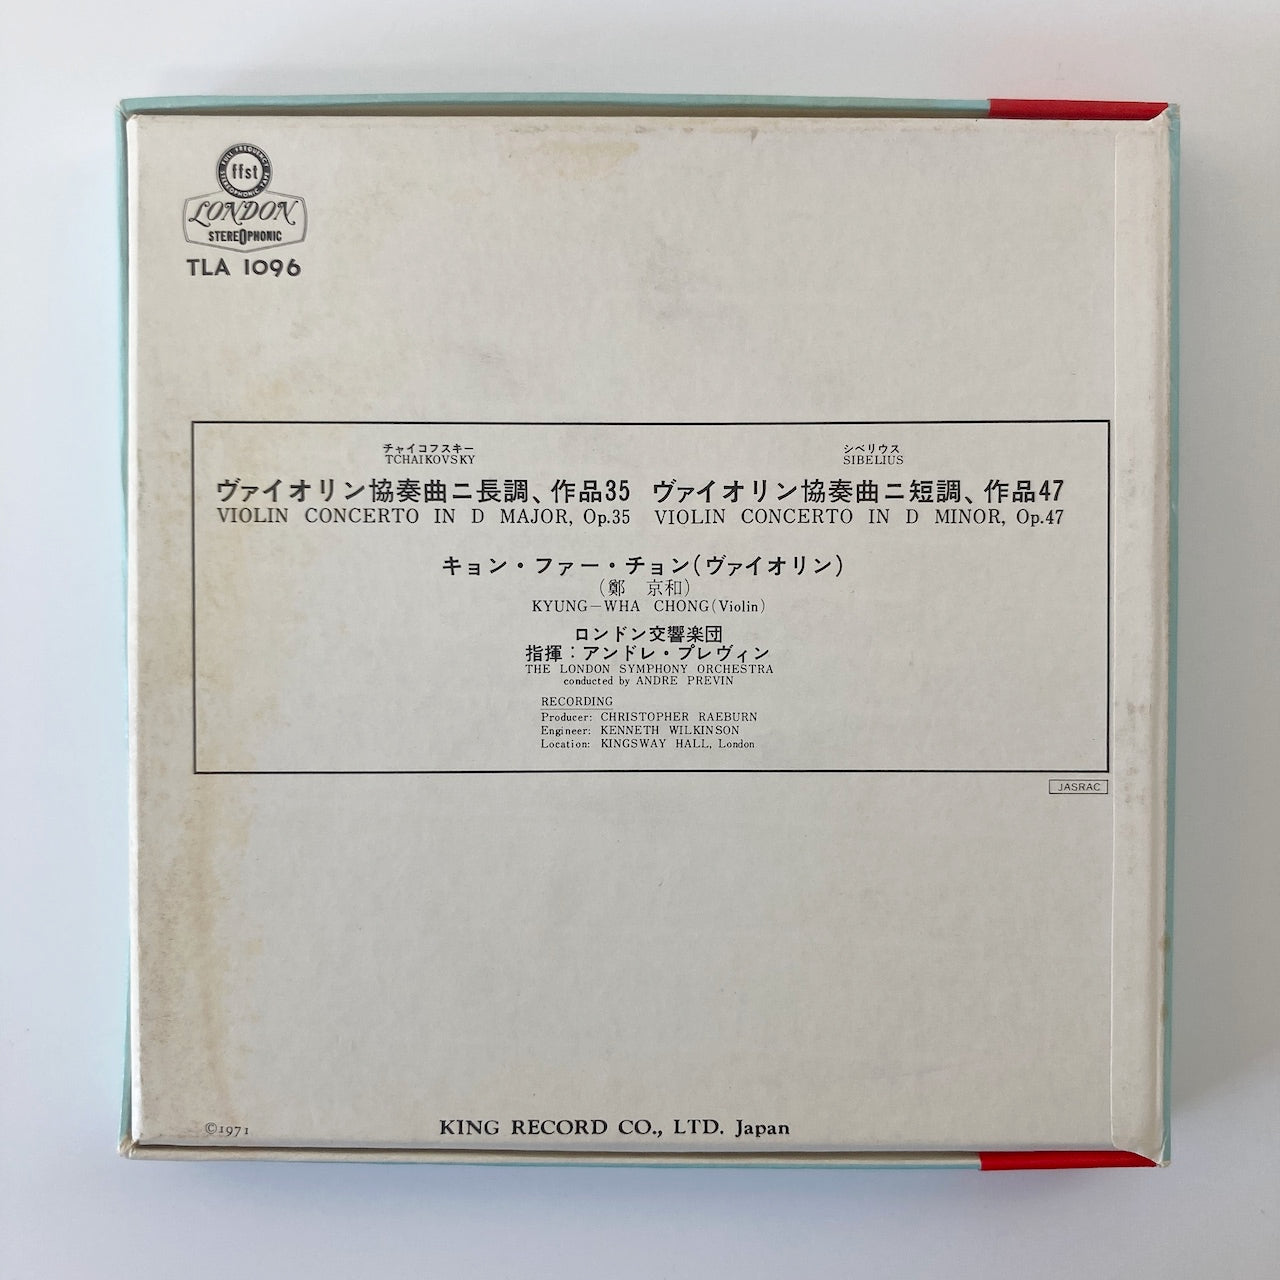 FULL FREQUENCY
ffst
STEREOPHONIC TAPE
LONDON
STEREOPHONIC
TLA 1096
チャイコフスキー
TCHAIKOVSKY
ヴァイオリン協奏曲ニ長調、作品35
VIOLIN CONCERTO IN D MAJOR, Op.35
シベリウス
SIBELIUS
ヴァイオリン協奏曲ニ短調、作品47
VIOLIN CONCERTO IN D MINOR, Op.47
キョン・ファー・チョン(ヴァイオリン)
(鄭 京和)
KYUNG-WHA CHONG(Violin)
ロンドン交響楽団
指揮:アンドレ・プレヴィン
THE LONDON SYMPHONY ORCHESTRA
conducted by ANDRE PREVIN
RECORDING
Producer: CHRISTOPHER RAEBURN
Engineer: KENNETH WILKINSON
Location: KINGSWAY HALL, London
JASRAC
©1971
KING RECORD CO., LTD. Japan